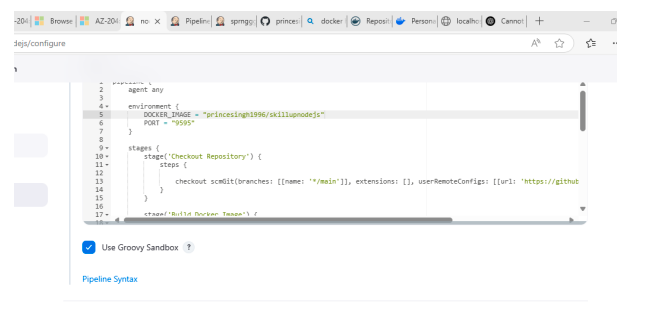 -204 Browse AZ-204 no Pipeline sprngg princes docker Reposit Persona localho Cannot
dejs/configure
1 pipeline {
2 agent any
3
4 environment {
5 DOCKER_IMAGE = "princesingh1996/skillupnodejs"
6 PORT = "9595"
7 }
8
9 stages {
10 stage('Checkout Repository') {
11 steps {
12
13 checkout scmGit(branches: [[name: '*/main']], extensions: [], userRemoteConfigs: [[url: 'https://github
14 }
15 }
16
17 stage('Build Docker Image') {
Use Groovy Sandbox ?
Pipeline Syntax